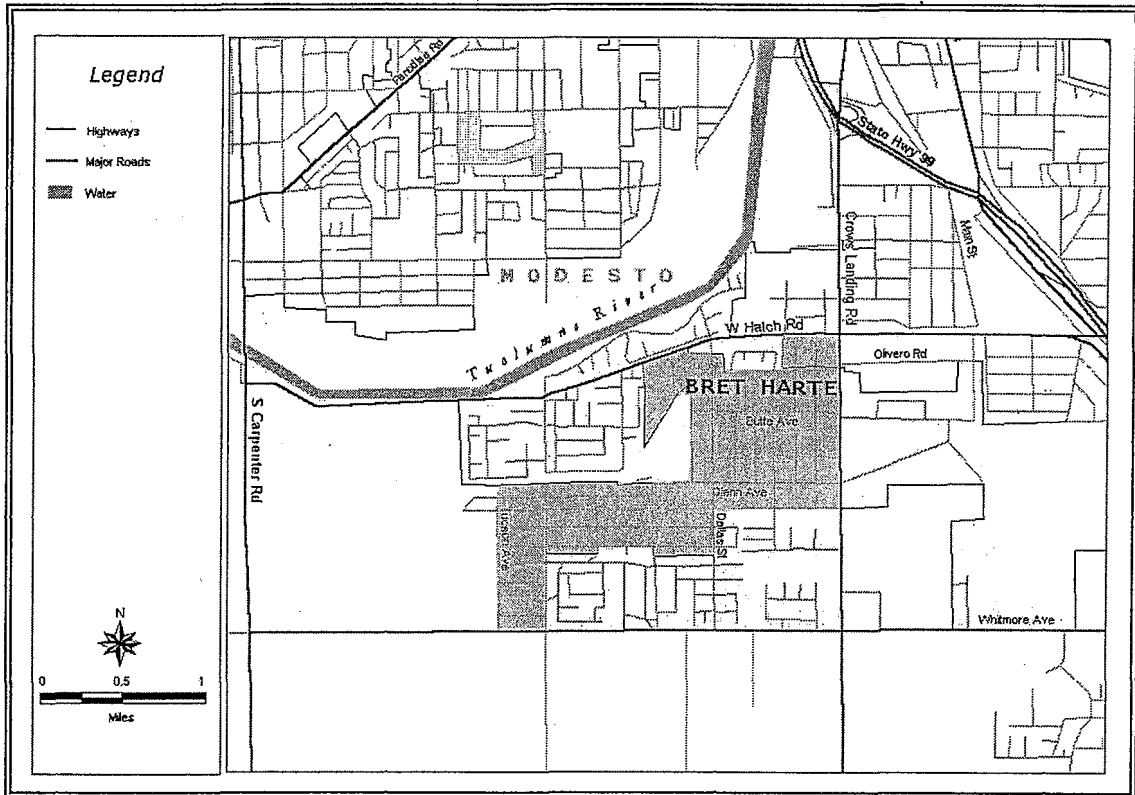 Legend
Highways
Major Roads
Water
N
0 0.5 1
Miles
Paradise Rd
State Hwy 99
Crows Landing Rd
Main St
MODESTO
Tuolumne River
W Hatch Rd
Olivero Rd
BRET HARTE
Butte Ave
S Carpenter Rd
Glenn Ave
Dallas St
Whitmore Ave